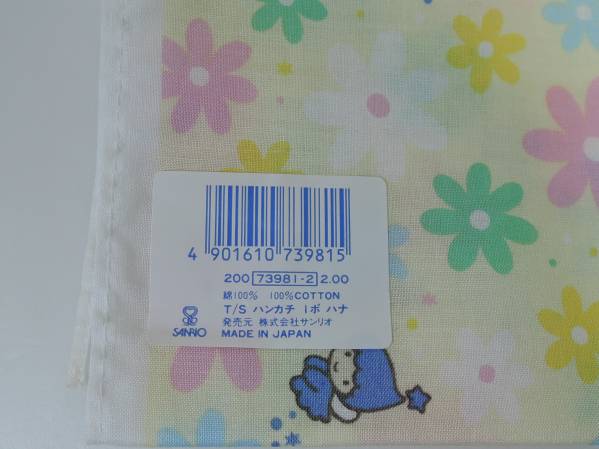 4 901610 739815
200 73981-2 2.00
綿100% 100%COTTON
T/S ハンカチ 1ボ ハナ
発売元 株式会社サンリオ
SANRIO MADE IN JAPAN